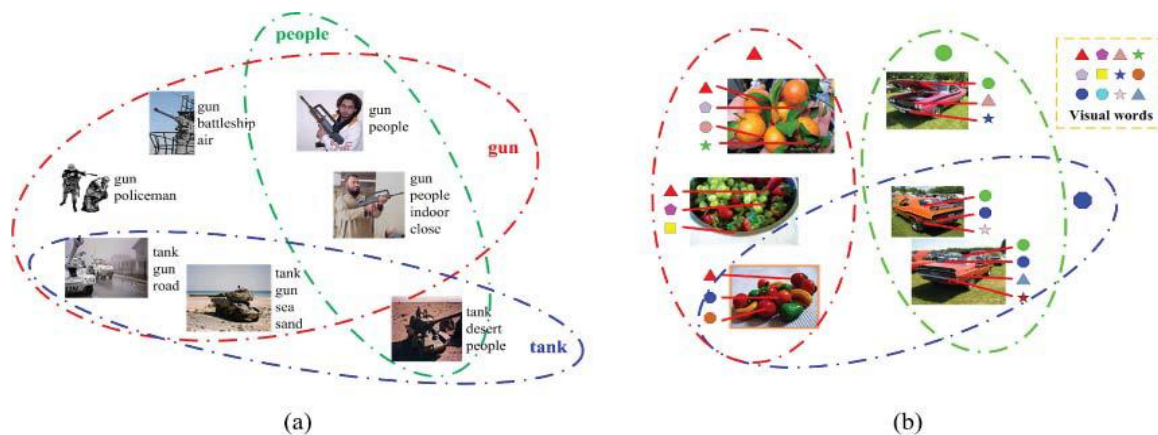 people
gun
battleship
air
gun
people
gun
gun
policeman
gun
people
indoor
close
tank
gun
road
tank
gun
sea
sand
tank
desert
people
tank
(a)
Visual words
(b)